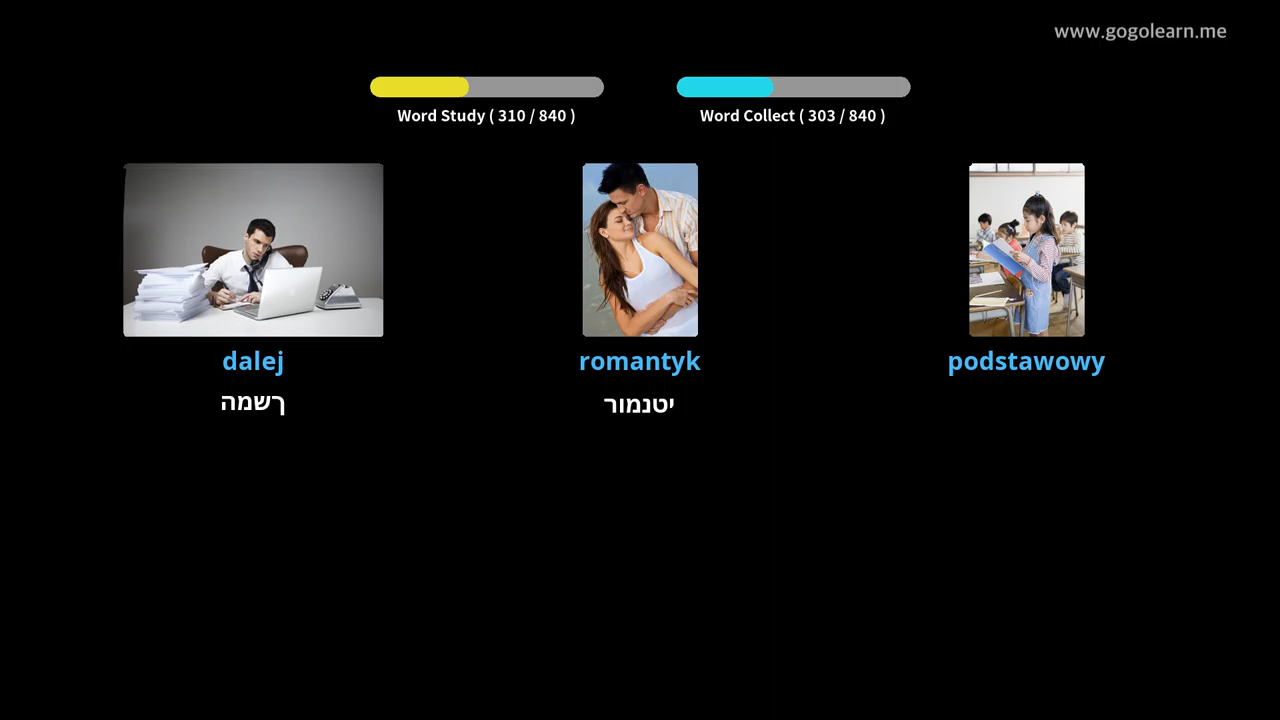 www.gogolearn.me
Word Study ( 310 / 840 )
Word Collect ( 303 / 840 )
dalej
romantyk
podstawowy
ךשמה
יטנמור